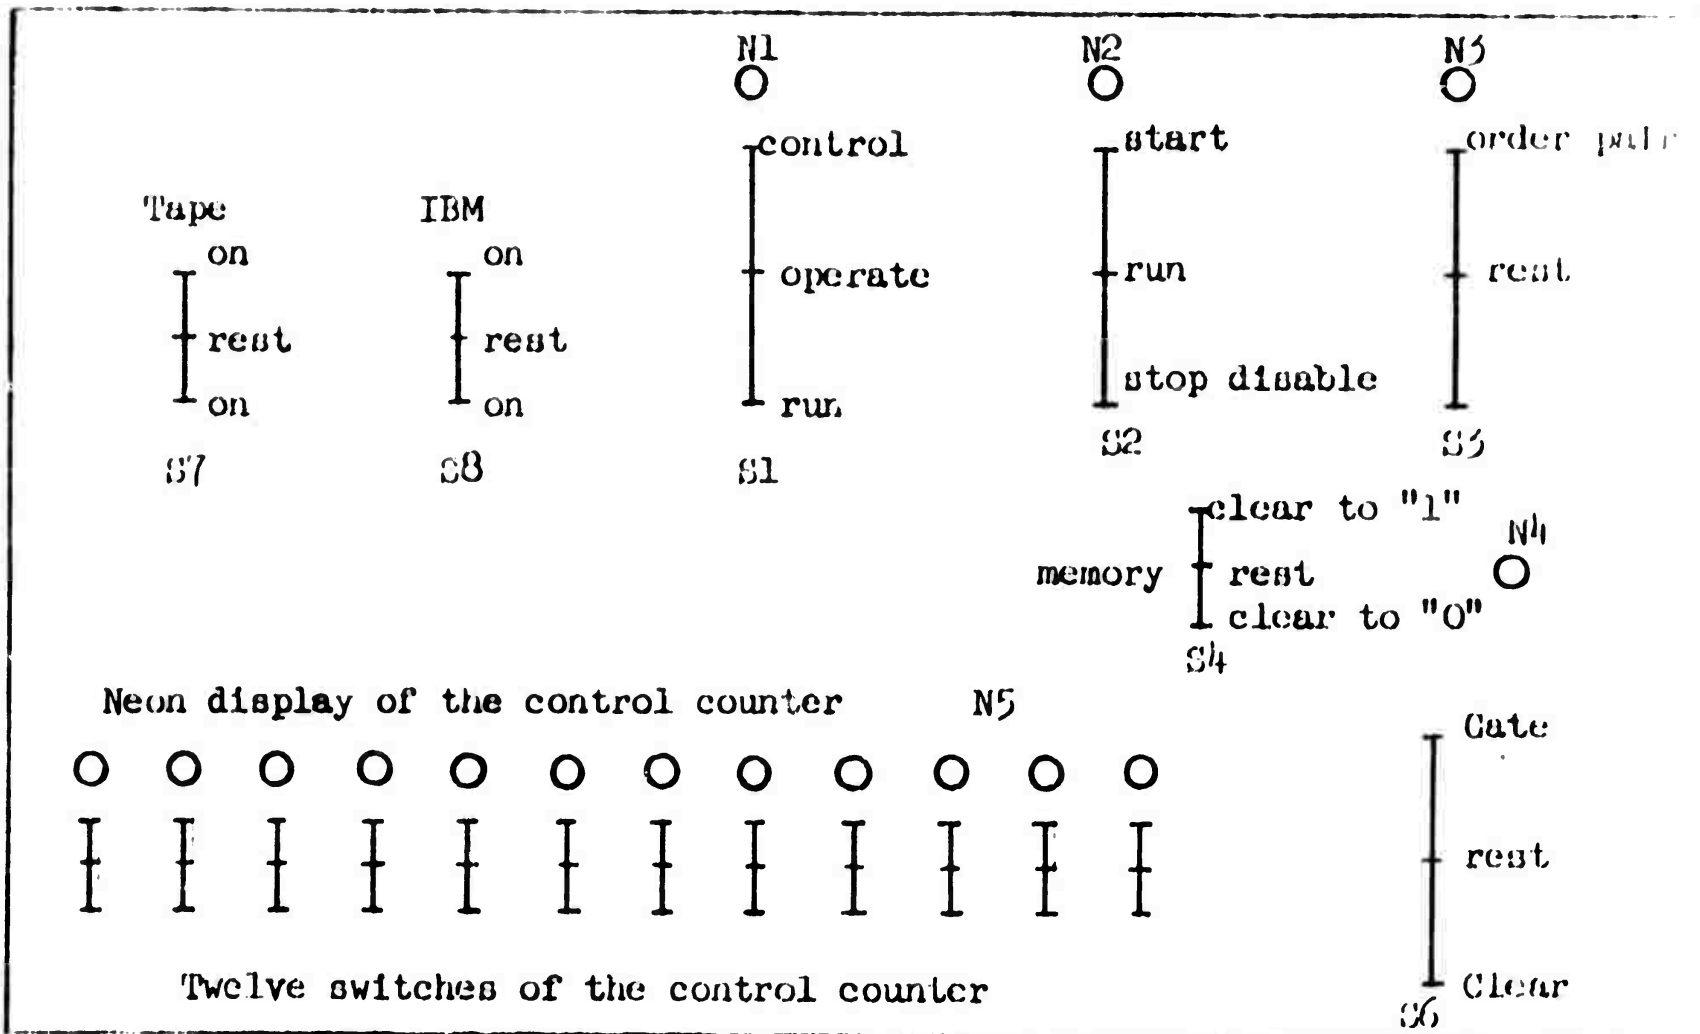 N1 N2 N3
control start order pair
Tape IBM
on on
operate run rest
rest rest
stop disable
on on run
S2 S3
S7 S8 S1
clear to "1"
N4
memory rest
clear to "0"
S4
Neon display of the control counter N5
Gate
rest
Twelve switches of the control counter Clear
S6